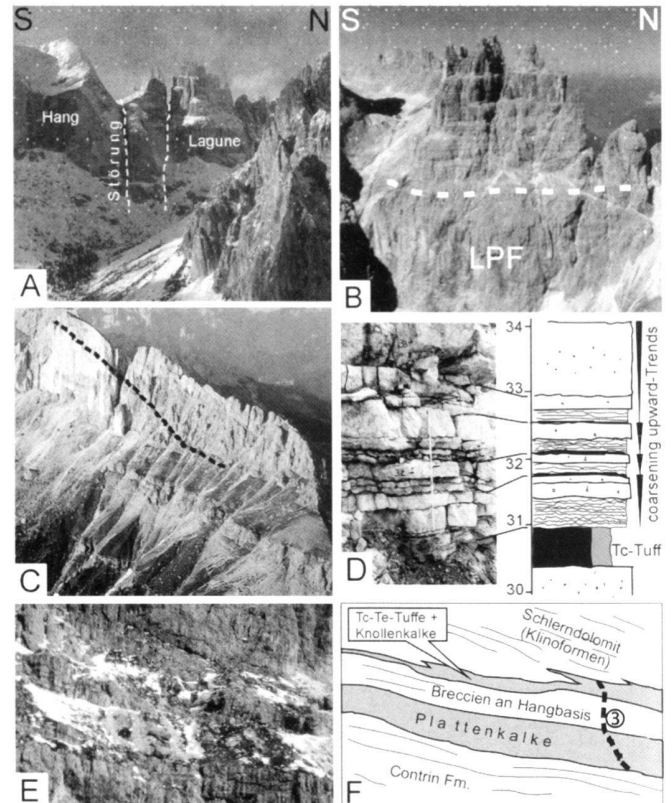 S N
Hang
Störung
Lagune
A
S N
LPF
B
C
34
33
32
31
30
coarsening upward-Trends
Tc-Tuff
D
E
Tc-Te-Tuffe +
Knollenkalke
Schlerndolomit
(Klinoformen)
Breccien an Hangbasis
③
Plattenkalke
Contrin Fm.
F